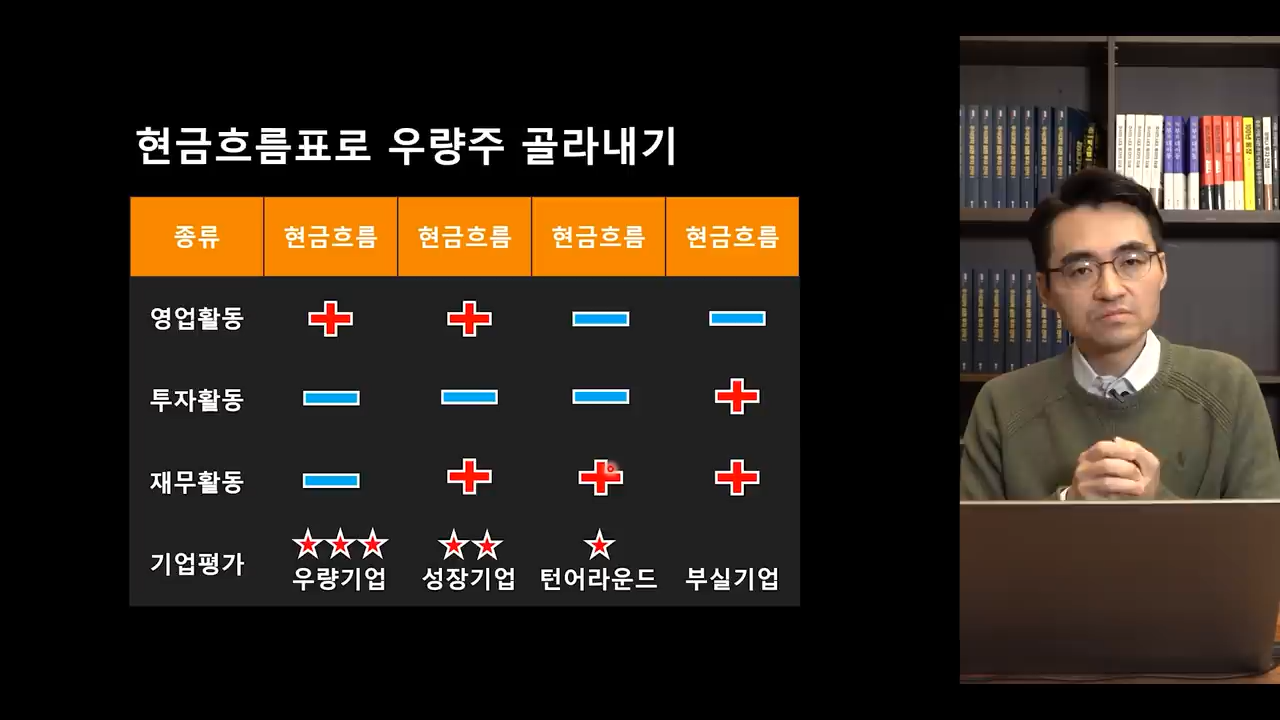 현금흐름표로 우량주 골라내기
종류 현금흐름 현금흐름 현금흐름 현금흐름
영업활동
투자활동
재무활동
기업평가
우량기업 성장기업 턴어라운드 부실기업